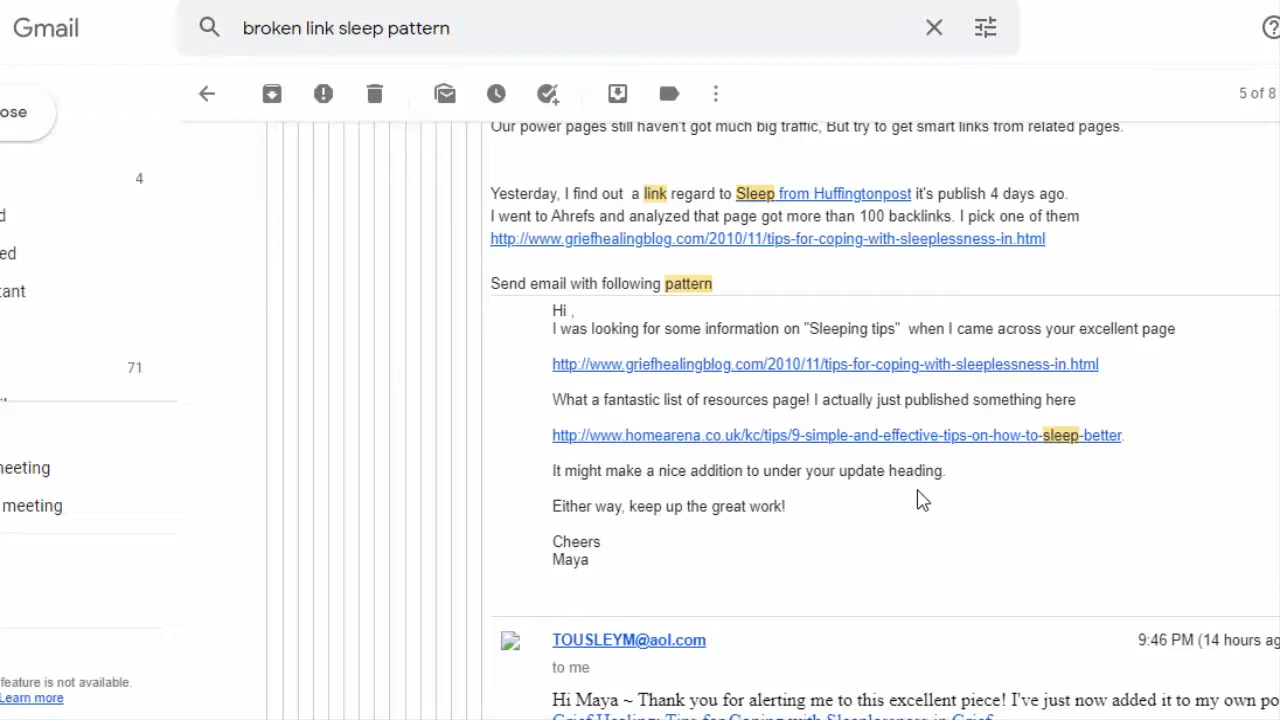 Gmail
broken link sleep pattern
ose
5 of 8
4
d
ed
tant
71
meeting
meeting
feature is not available.
Learn more
Our power pages still haven't got much big traffic, But try to get smart links from related pages.
Yesterday, I find out a link regard to Sleep from Huffingtonpost it's publish 4 days ago.
I went to Ahrefs and analyzed that page got more than 100 backlinks. I pick one of them
http://www.griefhealingblog.com/2010/11/tips-for-coping-with-sleeplessness-in.html
Send email with following pattern
Hi ,
I was looking for some information on "Sleeping tips" when I came across your excellent page
http://www.griefhealingblog.com/2010/11/tips-for-coping-with-sleeplessness-in.html
What a fantastic list of resources page! I actually just published something here
http://www.homearena.co.uk/kc/tips/9-simple-and-effective-tips-on-how-to-sleep-better.
It might make a nice addition to under your update heading.
Either way, keep up the great work!
Cheers
Maya
TOUSLEYM@aol.com
9:46 PM (14 hours ag
to me
Hi Maya ~ Thank you for alerting me to this excellent piece! I've just now added it to my own po
Grief Healing: Tips for Coping with Sleeplessness in Grief